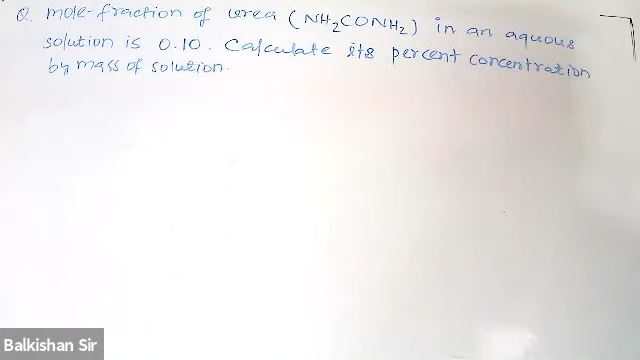 Q. mole-fraction of urea (NH₂CONH₂) in an aquous
solution is 0.10. Calculate its percent concentration
by mass of solution.
Balkishan Sir